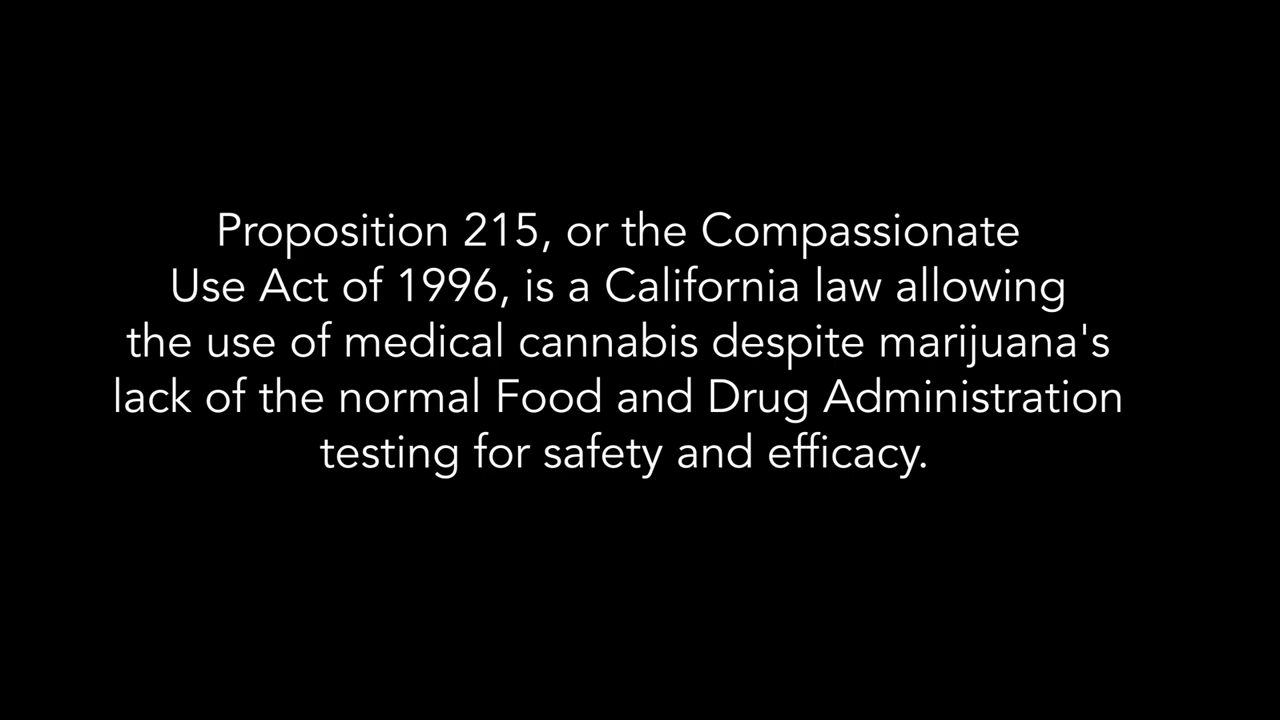 Proposition 215, or the Compassionate
Use Act of 1996, is a California law allowing
the use of medical cannabis despite marijuana's
lack of the normal Food and Drug Administration
testing for safety and efficacy.